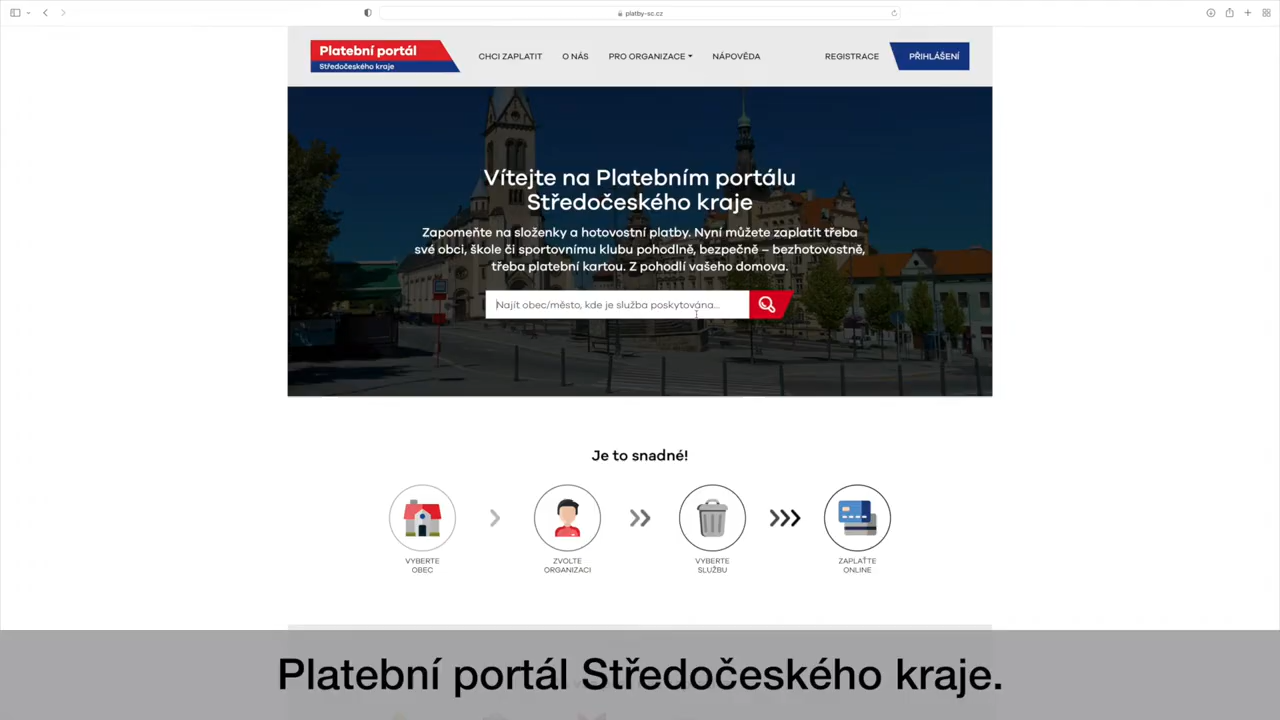 platby-sc.cz
Platební portál
Středočeského kraje
CHCI ZAPLATIT
O NÁS
PRO ORGANIZACE
NÁPOVĚDA
REGISTRACE
PŘIHLÁŠENÍ
Vítejte na Platebním portálu
Středočeského kraje
Zapomeňte na složenky a hotovostní platby. Nyní můžete zaplatit třeba
své obci, škole či sportovnímu klubu pohodlně, bezpečně – bezhotovostně,
třeba platební kartou. Z pohodlí vašeho domova.
Najít obec/město, kde je služba poskytována...
Je to snadné!
VYBERTE
OBEC
ZVOLTE
ORGANIZACI
VYBERTE
SLUŽBU
ZAPLAŤTE
ONLINE
Platební portál Středočeského kraje.